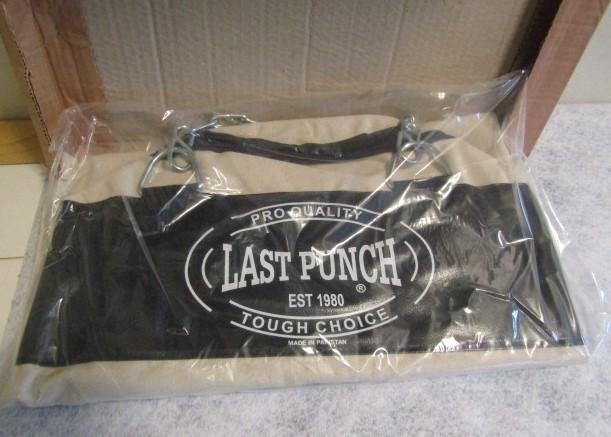 PRO QUALITY
LAST PUNCH
®
EST 1980
TOUGH CHOICE
MADE IN PAKISTAN